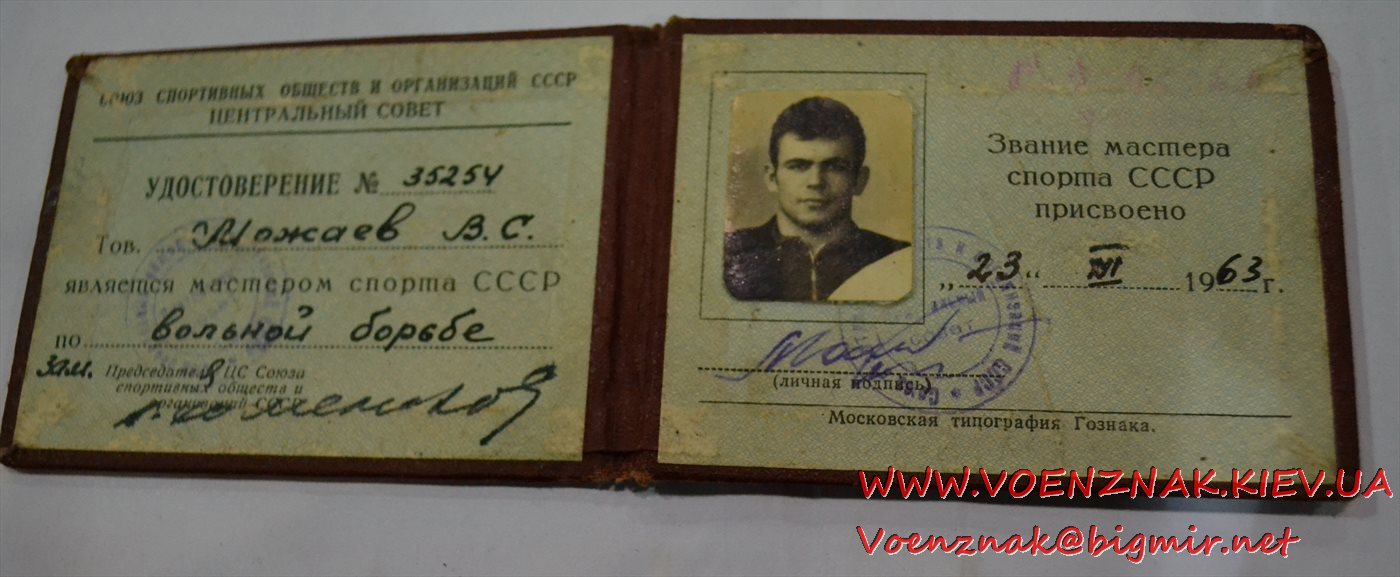 СОЮЗ СПОРТИВНЫХ ОБЩЕСТВ И ОРГАНИЗАЦИЙ СССР
ЦЕНТРАЛЬНЫЙ СОВЕТ
УДОСТОВЕРЕНИЕ № 35254
Тов. Можаев В. С.
является мастером спорта СССР
по вольной борьбе
зам. Председатель ЦС Союза
спортивных обществ и
организаций СССР
Звание мастера
спорта СССР
присвоено
„23“ 1963 г.
(личная подпись)
Московская типография Гознака.
WWW.VOENZNAK.KIEV.UA
Voenznak@bigmir.net